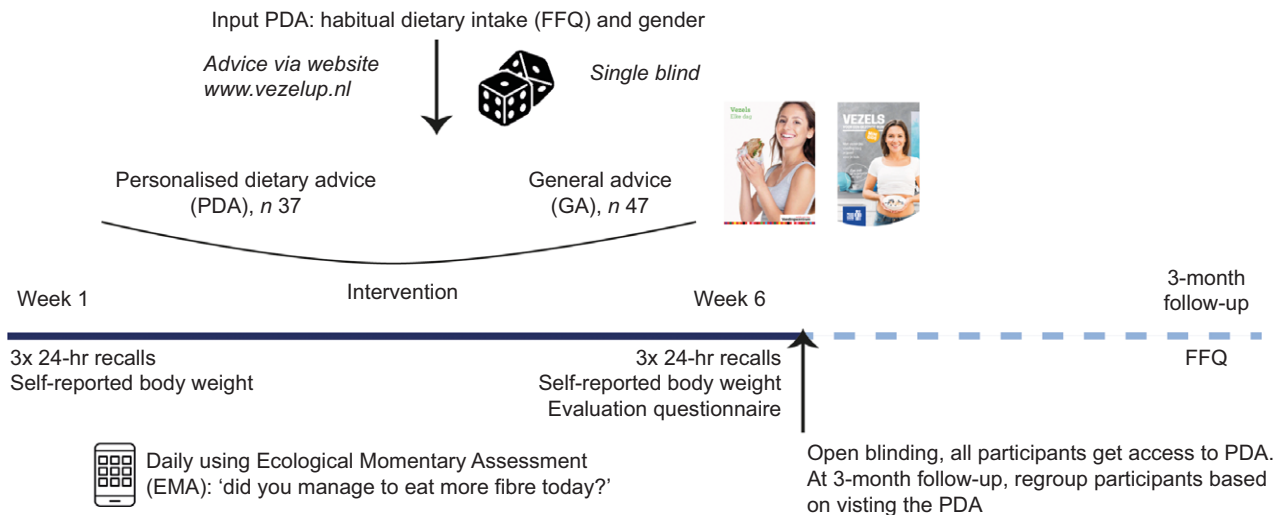 Input PDA: habitual dietary intake (FFQ) and gender
Advice via website
www.vezelup.nl
Single blind
Vezels
Elke dag
VEZELS
Personalised dietary advice
(PDA), n 37
General advice
(GA), n 47
Week 1
Intervention
Week 6
3-month
follow-up
3x 24-hr recalls
Self-reported body weight
3x 24-hr recalls
Self-reported body weight
Evaluation questionnaire
FFQ
Daily using Ecological Momentary Assessment
(EMA): ‘did you manage to eat more fibre today?’
Open blinding, all participants get access to PDA.
At 3-month follow-up, regroup participants based
on visting the PDA